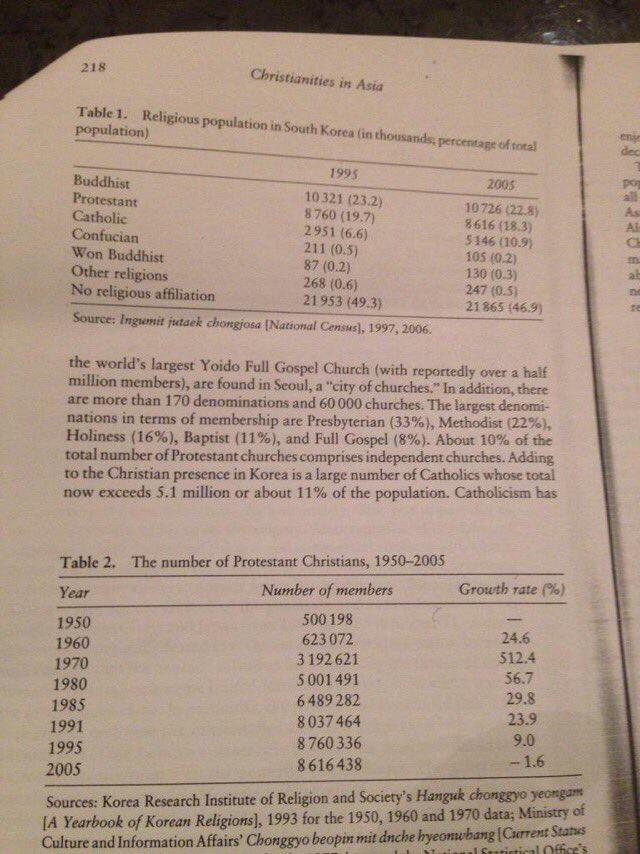 218
Christianities in Asia
Table 1. Religious population in South Korea (in thousands; percentage of total
population)
1995 2005
Buddhist 10 321 (23.2) 10 726 (22.8)
Protestant 8 760 (19.7) 8 616 (18.3)
Catholic 2 951 (6.6) 5 146 (10.9)
Confucian 211 (0.5) 105 (0.2)
Won Buddhist 87 (0.2) 130 (0.3)
Other religions 268 (0.6) 247 (0.5)
No religious affiliation 21 953 (49.3) 21 865 (46.9)
Source: Ingumit jutaek chongjosa [National Census], 1997, 2006.
the world's largest Yoido Full Gospel Church (with reportedly over a half
million members), are found in Seoul, a "city of churches." In addition, there
are more than 170 denominations and 60 000 churches. The largest denomi-
nations in terms of membership are Presbyterian (33%), Methodist (22%),
Holiness (16%), Baptist (11%), and Full Gospel (8%). About 10% of the
total number of Protestant churches comprises independent churches. Adding
to the Christian presence in Korea is a large number of Catholics whose total
now exceeds 5.1 million or about 11% of the population. Catholicism has
Table 2. The number of Protestant Christians, 1950–2005
Year Number of members Growth rate (%)
1950 500 198 —
1960 623 072 24.6
1970 3 192 621 512.4
1980 5 001 491 56.7
1985 6 489 282 29.8
1991 8 037 464 23.9
1995 8 760 336 9.0
2005 8 616 438 – 1.6
Sources: Korea Research Institute of Religion and Society's Hanguk chonggyo yeongam
[A Yearbook of Korean Religions], 1993 for the 1950, 1960 and 1970 data; Ministry of
Culture and Information Affairs' Chonggyo beopin mit dnche hyeonwhang [Current Status
National Statistical Office's